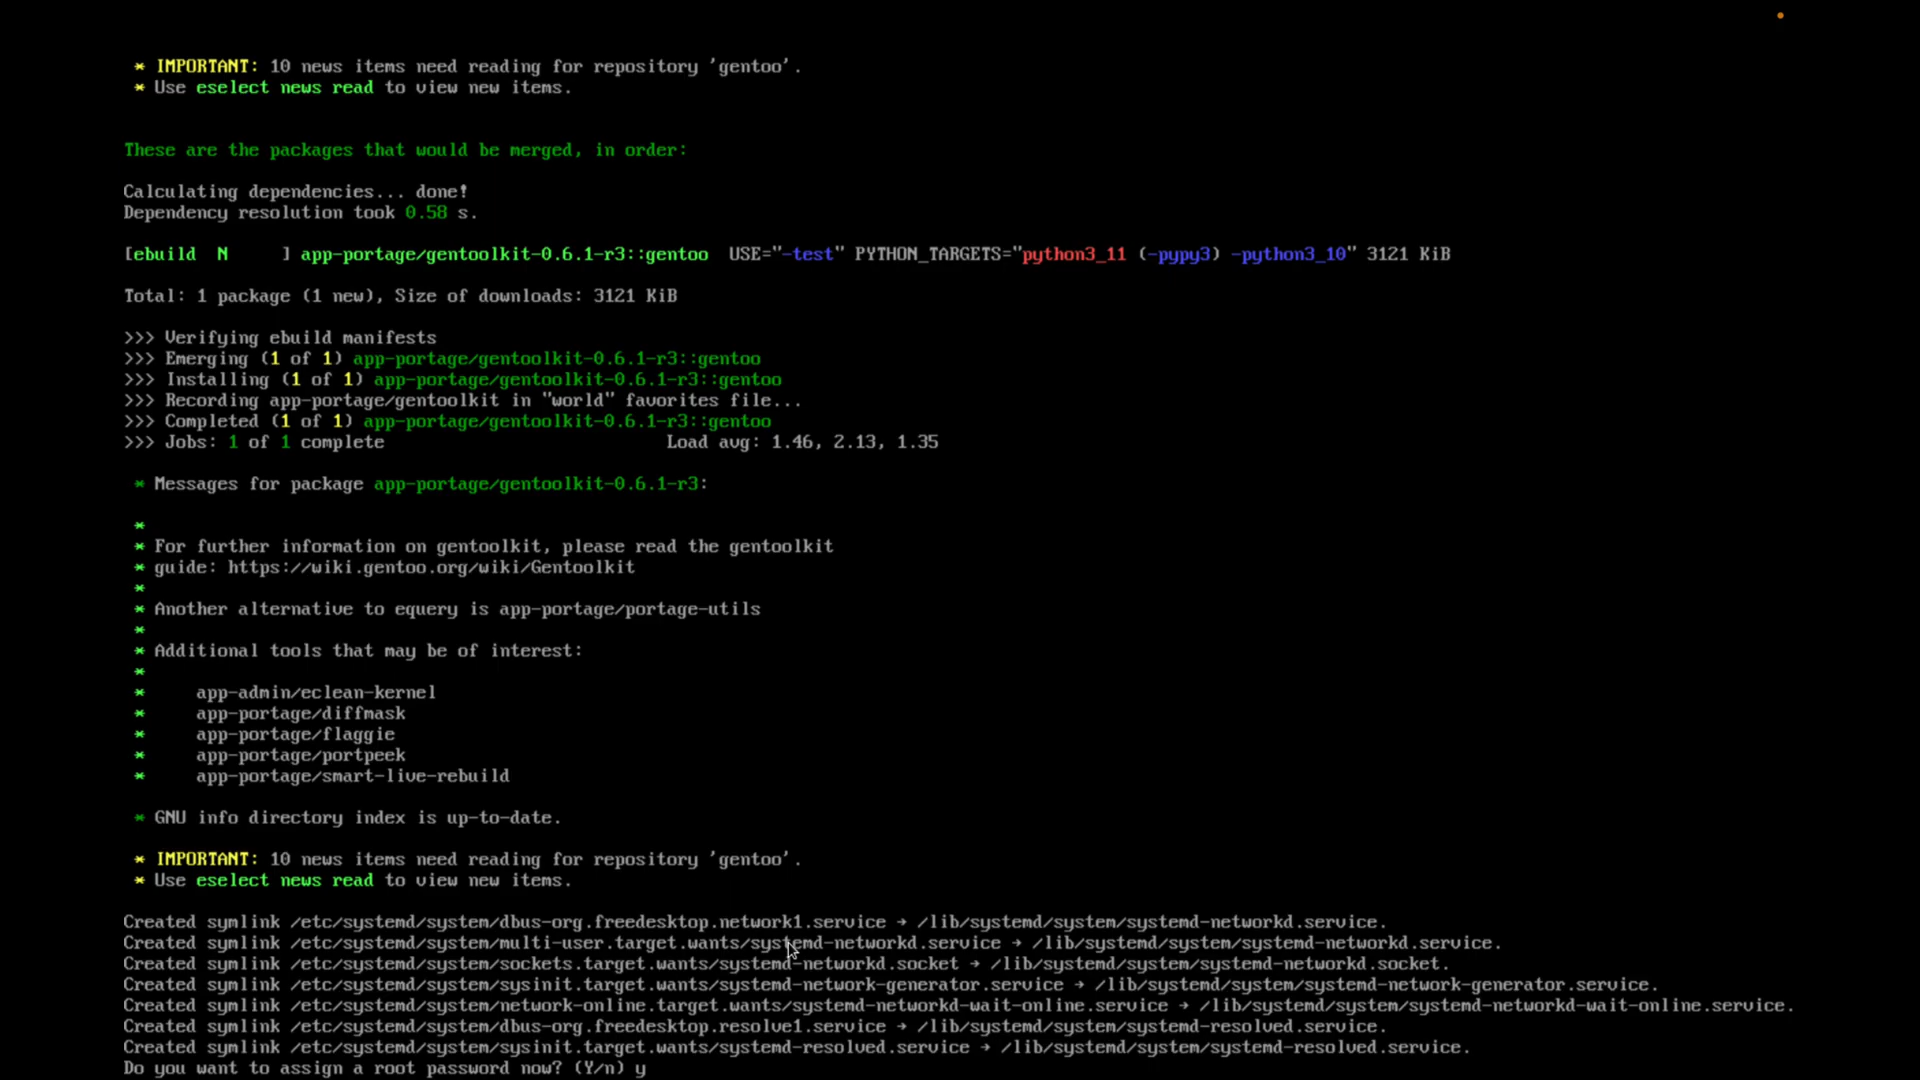 * IMPORTANT: 10 news items need reading for repository 'gentoo'.
* Use eselect news read to view new items.
These are the packages that would be merged, in order:
Calculating dependencies... done!
Dependency resolution took 0.58 s.
[ebuild  N     ] app-portage/gentoolkit-0.6.1-r3::gentoo  USE="-test" PYTHON_TARGETS="python3_11 (-pypy3) -python3_10" 3121 KiB
Total: 1 package (1 new), Size of downloads: 3121 KiB
>>> Verifying ebuild manifests
>>> Emerging (1 of 1) app-portage/gentoolkit-0.6.1-r3::gentoo
>>> Installing (1 of 1) app-portage/gentoolkit-0.6.1-r3::gentoo
>>> Recording app-portage/gentoolkit in "world" favorites file...
>>> Completed (1 of 1) app-portage/gentoolkit-0.6.1-r3::gentoo
>>> Jobs: 1 of 1 complete                           Load avg: 1.46, 2.13, 1.35
* Messages for package app-portage/gentoolkit-0.6.1-r3:
*
* For further information on gentoolkit, please read the gentoolkit
* guide: https://wiki.gentoo.org/wiki/Gentoolkit
*
* Another alternative to equery is app-portage/portage-utils
*
* Additional tools that may be of interest:
*
*     app-admin/eclean-kernel
*     app-portage/diffmask
*     app-portage/flaggie
*     app-portage/portpeek
*     app-portage/smart-live-rebuild
* GNU info directory index is up-to-date.
* IMPORTANT: 10 news items need reading for repository 'gentoo'.
* Use eselect news read to view new items.
Created symlink /etc/systemd/system/dbus-org.freedesktop.network1.service → /lib/systemd/system/systemd-networkd.service.
Created symlink /etc/systemd/system/multi-user.target.wants/systemd-networkd.service → /lib/systemd/system/systemd-networkd.service.
Created symlink /etc/systemd/system/sockets.target.wants/systemd-networkd.socket → /lib/systemd/system/systemd-networkd.socket.
Created symlink /etc/systemd/system/sysinit.target.wants/systemd-network-generator.service → /lib/systemd/system/systemd-network-generator.service.
Created symlink /etc/systemd/system/network-online.target.wants/systemd-networkd-wait-online.service → /lib/systemd/system/systemd-networkd-wait-online.service.
Created symlink /etc/systemd/system/dbus-org.freedesktop.resolve1.service → /lib/systemd/system/systemd-resolved.service.
Created symlink /etc/systemd/system/sysinit.target.wants/systemd-resolved.service → /lib/systemd/system/systemd-resolved.service.
Do you want to assign a root password now? (Y/n) y